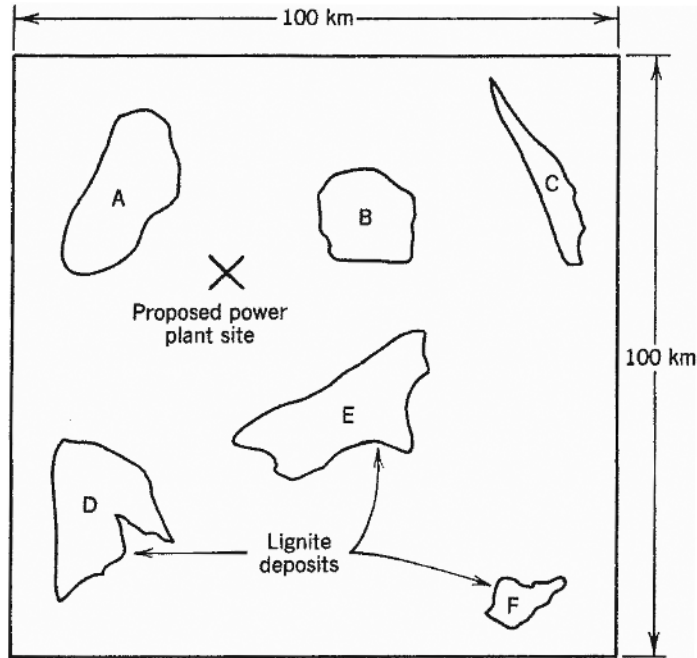 100 km
A
B
C
Proposed power
plant site
100 km
E
D
Lignite
deposits
F